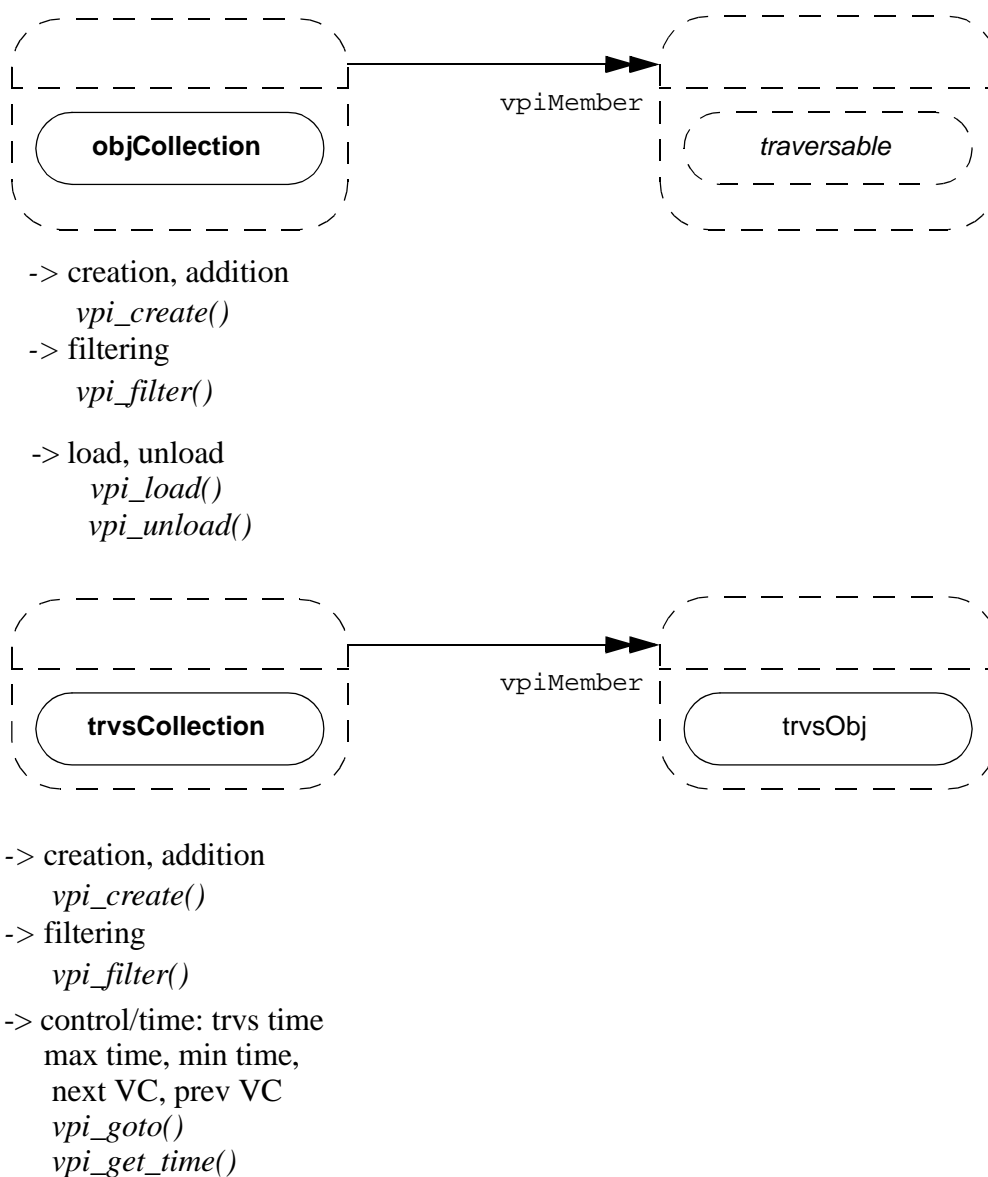 vpiMember
objCollection
traversable
-> creation, addition
vpi_create()
-> filtering
vpi_filter()
-> load, unload
vpi_load()
vpi_unload()
vpiMember
trvsCollection
trvsObj
-> creation, addition
vpi_create()
-> filtering
vpi_filter()
-> control/time: trvs time
max time, min time,
next VC, prev VC
vpi_goto()
vpi_get_time()